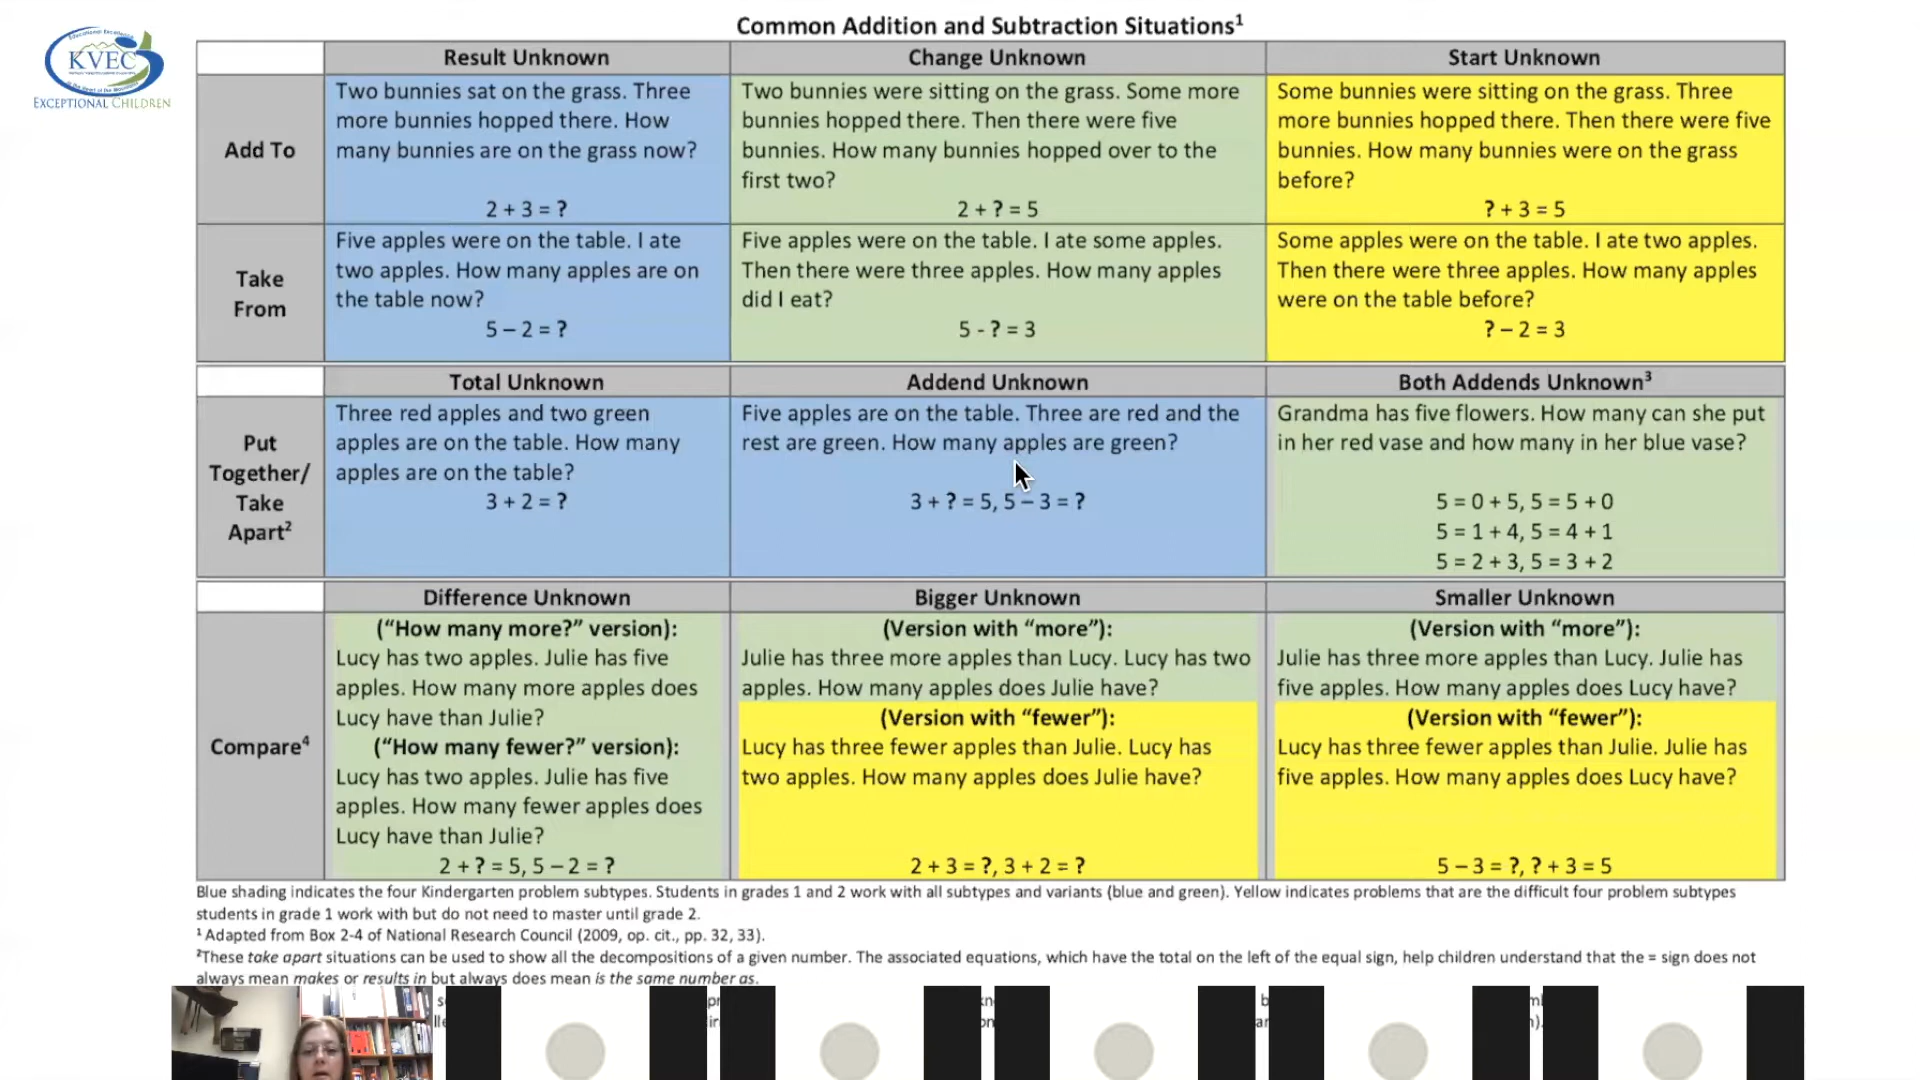 Common Addition and Subtraction Situations¹
KVEC
EXCEPTIONAL CHILDREN
Result Unknown
Change Unknown
Start Unknown
Add To
Two bunnies sat on the grass. Three
more bunnies hopped there. How
many bunnies are on the grass now?
2 + 3 = ?
Two bunnies were sitting on the grass. Some more
bunnies hopped there. Then there were five
bunnies. How many bunnies hopped over to the
first two?
2 + ? = 5
Some bunnies were sitting on the grass. Three
more bunnies hopped there. Then there were five
bunnies. How many bunnies were on the grass
before?
? + 3 = 5
Take
From
Five apples were on the table. I ate
two apples. How many apples are on
the table now?
5 – 2 = ?
Five apples were on the table. I ate some apples.
Then there were three apples. How many apples
did I eat?
5 - ? = 3
Some apples were on the table. I ate two apples.
Then there were three apples. How many apples
were on the table before?
? – 2 = 3
Total Unknown
Addend Unknown
Both Addends Unknown³
Put
Together/
Take
Apart²
Three red apples and two green
apples are on the table. How many
apples are on the table?
3 + 2 = ?
Five apples are on the table. Three are red and the
rest are green. How many apples are green?
3 + ? = 5, 5 – 3 = ?
Grandma has five flowers. How many can she put
in her red vase and how many in her blue vase?
5 = 0 + 5, 5 = 5 + 0
5 = 1 + 4, 5 = 4 + 1
5 = 2 + 3, 5 = 3 + 2
Difference Unknown
Bigger Unknown
Smaller Unknown
Compare⁴
(“How many more?” version):
Lucy has two apples. Julie has five
apples. How many more apples does
Lucy have than Julie?
(“How many fewer?” version):
Lucy has two apples. Julie has five
apples. How many fewer apples does
Lucy have than Julie?
2 + ? = 5, 5 – 2 = ?
(Version with “more”):
Julie has three more apples than Lucy. Lucy has two
apples. How many apples does Julie have?
(Version with “fewer”):
Lucy has three fewer apples than Julie. Lucy has
two apples. How many apples does Julie have?
2 + 3 = ?, 3 + 2 = ?
(Version with “more”):
Julie has three more apples than Lucy. Julie has
five apples. How many apples does Lucy have?
(Version with “fewer”):
Lucy has three fewer apples than Julie. Julie has
five apples. How many apples does Lucy have?
5 – 3 = ?, ? + 3 = 5
Blue shading indicates the four Kindergarten problem subtypes. Students in grades 1 and 2 work with all subtypes and variants (blue and green). Yellow indicates problems that are the difficult four problem subtypes
students in grade 1 work with but do not need to master until grade 2.
¹ Adapted from Box 2-4 of National Research Council (2009, op. cit., pp. 32, 33).
²These take apart situations can be used to show all the decompositions of a given number. The associated equations, which have the total on the left of the equal sign, help children understand that the = sign does not
always mean makes or results in but always does mean is the same number as.